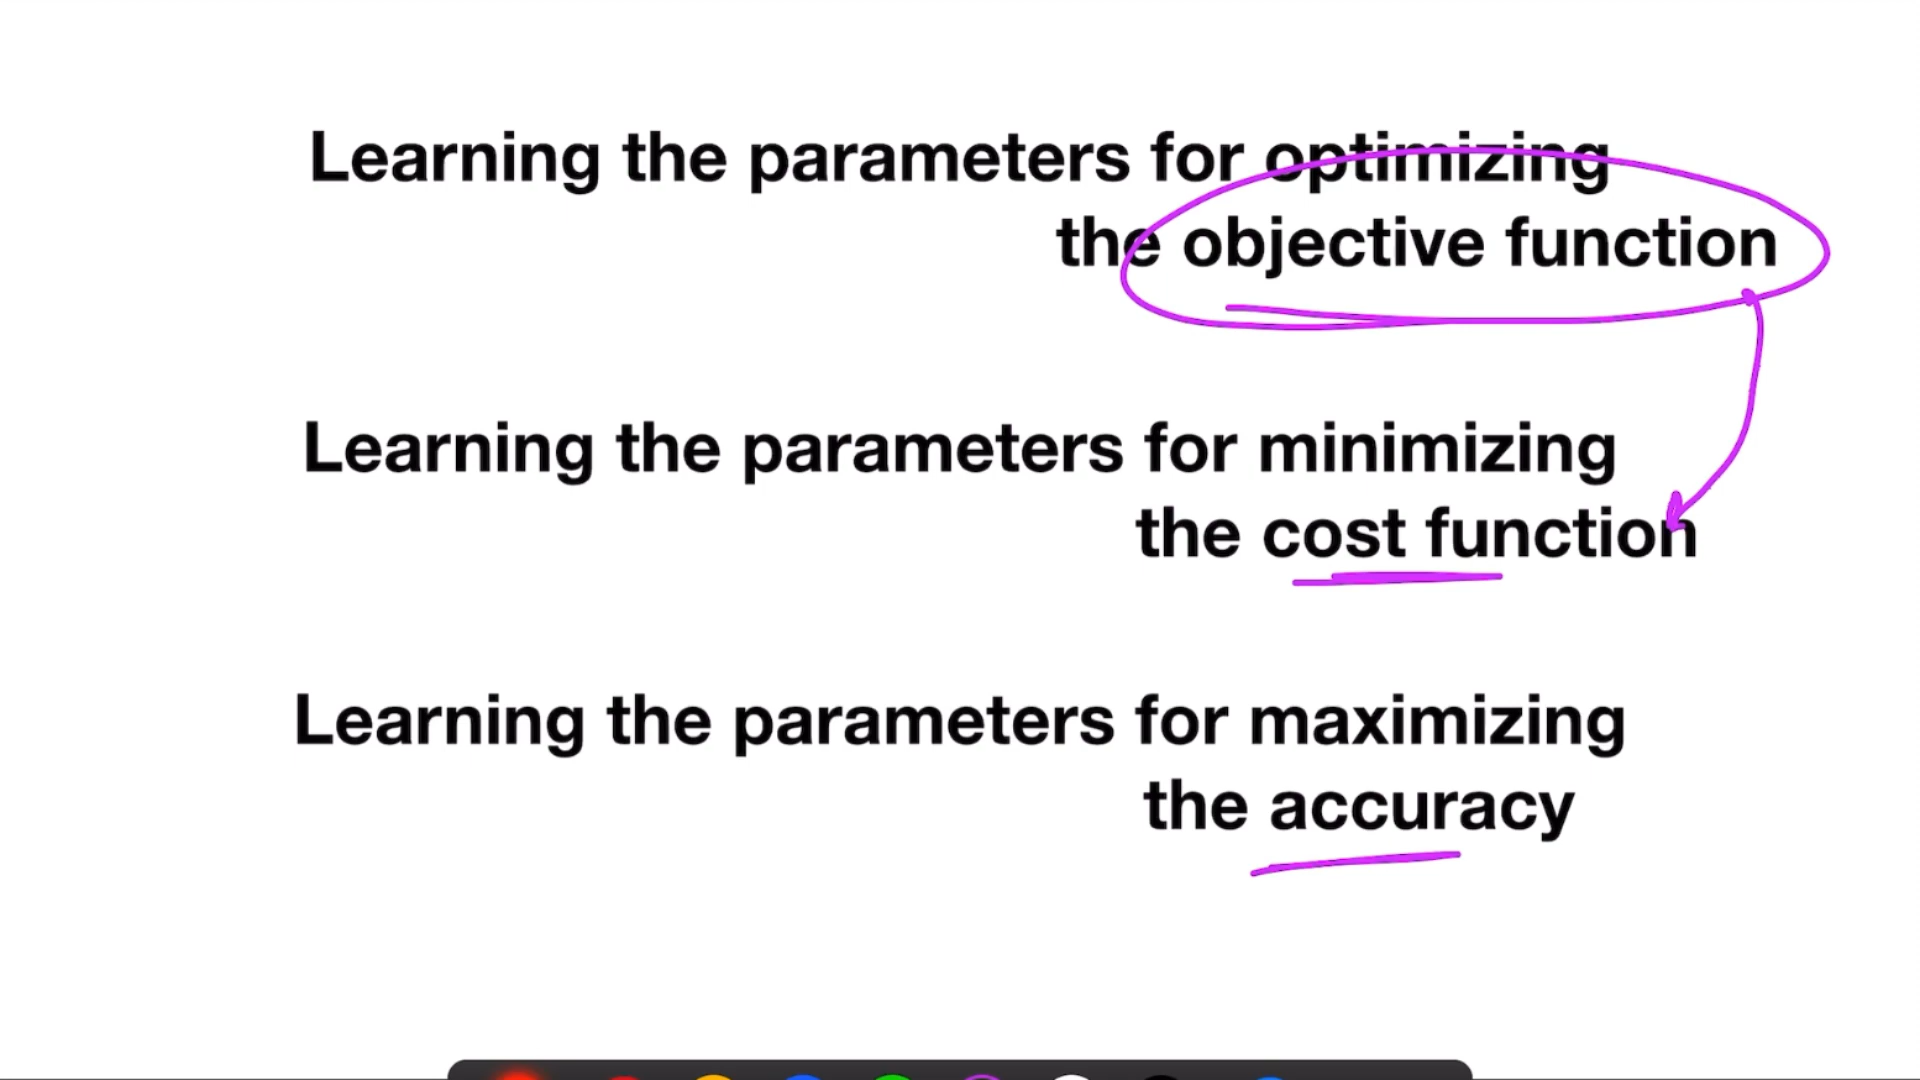 Learning the parameters for optimizing
the objective function
Learning the parameters for minimizing
the cost function
Learning the parameters for maximizing
the accuracy